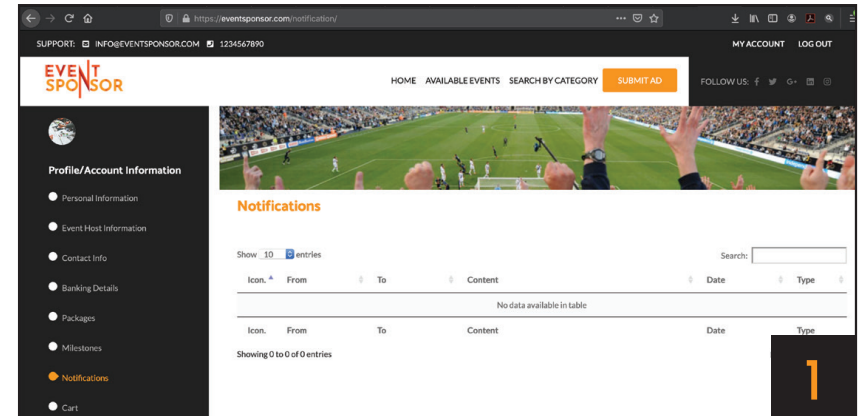 https://eventsponsor.com/notification/
SUPPORT: INFO@EVENTSPONSOR.COM 1234567890
MY ACCOUNT LOG OUT
EVENT
SPONSOR
HOME AVAILABLE EVENTS SEARCH BY CATEGORY SUBMIT AD FOLLOW US: f G+
Profile/Account Information
Personal Information
Event Host Information
Contact Info
Banking Details
Packages
Milestones
Notifications
Cart
Notifications
Show 10 entries
Search:
Icon. From To Content Date Type
No data available in table
Icon. From To Content Date Type
Showing 0 to 0 of 0 entries
1